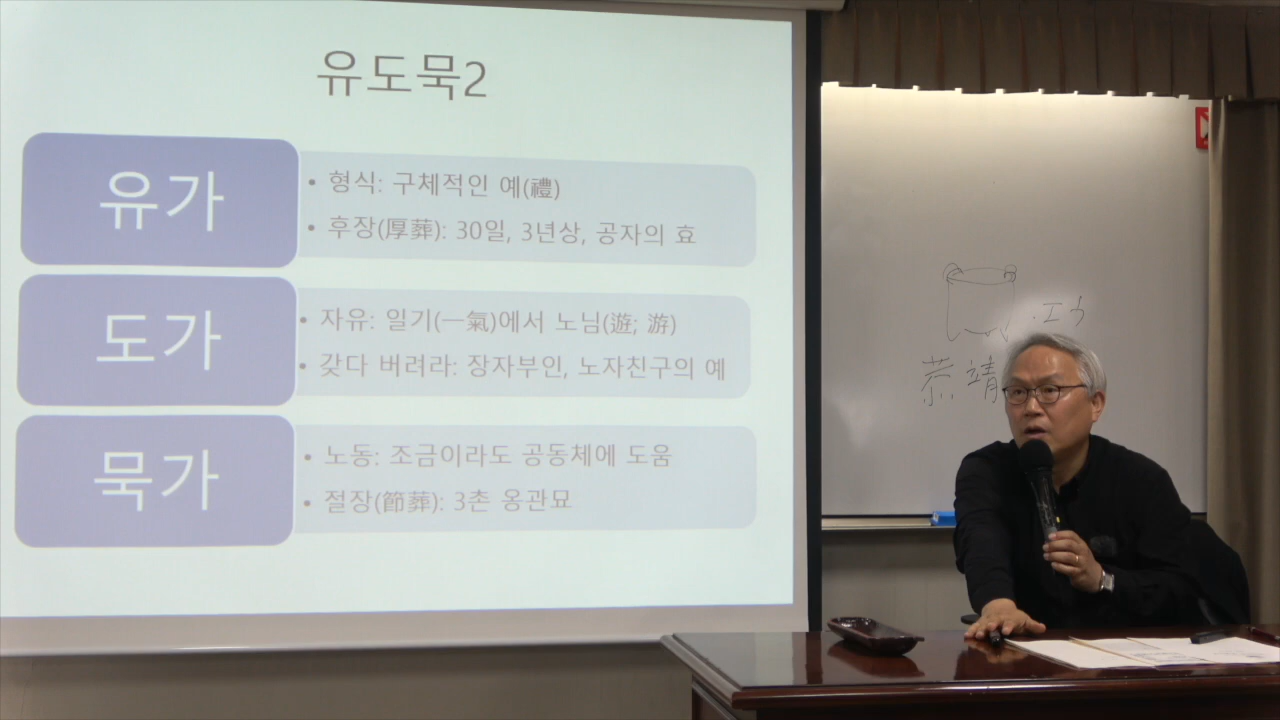 유도묵2
유가
• 형식: 구체적인 예(禮)
• 후장(厚葬): 30일, 3년상, 공자의 효
도가
• 자유: 일기(一氣)에서 노님(遊; 游)
• 갖다 버려라: 장자부인, 노자친구의 예
묵가
• 노동: 조금이라도 공동체에 도움
• 절장(節葬): 3촌 옹관묘
恭靖